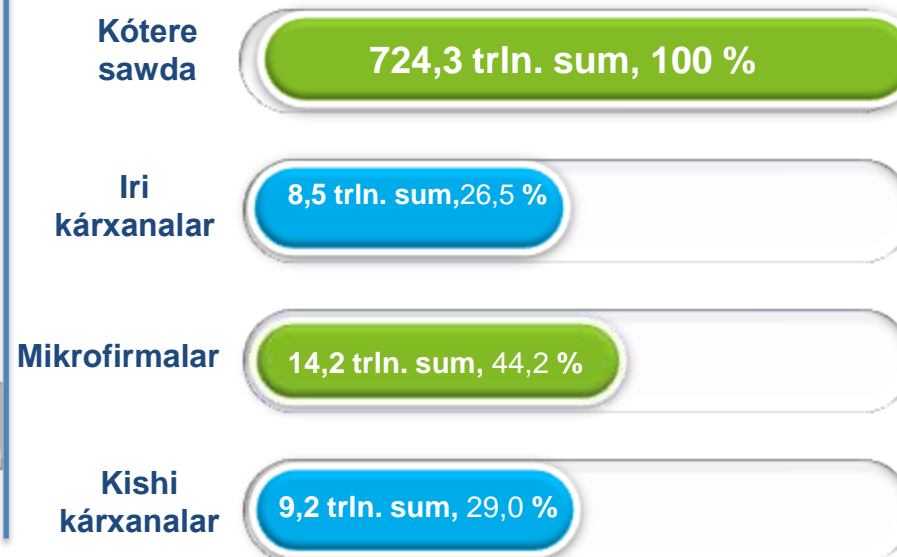 Kótere
sawda
724,3 trln. sum, 100 %
Iri
kárxanalar
8,5 trln. sum,26,5 %
Mikrofirmalar
14,2 trln. sum, 44,2 %
Kishi
kárxanalar
9,2 trln. sum, 29,0 %